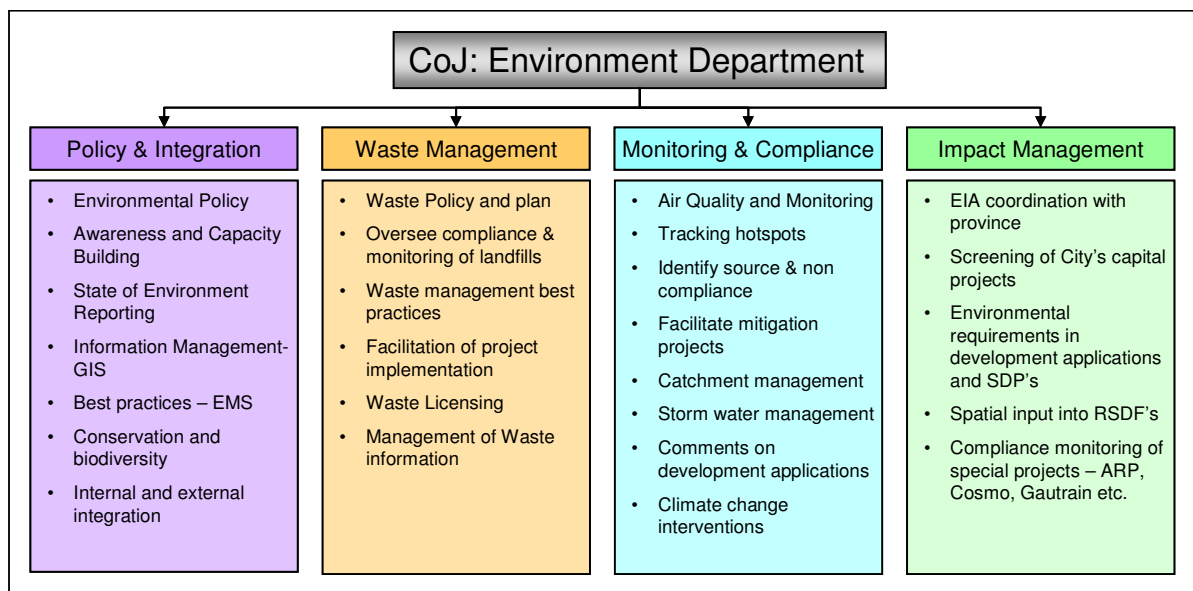 CoJ: Environment Department
Policy & Integration
• Environmental Policy
• Awareness and Capacity
Building
• State of Environment
Reporting
• Information Management-
GIS
• Best practices – EMS
• Conservation and
biodiversity
• Internal and external
integration
Waste Management
• Waste Policy and plan
• Oversee compliance &
monitoring of landfills
• Waste management best
practices
• Facilitation of project
implementation
• Waste Licensing
• Management of Waste
information
Monitoring & Compliance
• Air Quality and Monitoring
• Tracking hotspots
• Identify source & non
compliance
• Facilitate mitigation
projects
• Catchment management
• Storm water management
• Comments on
development applications
• Climate change
interventions
Impact Management
• EIA coordination with
province
• Screening of City's capital
projects
• Environmental
requirements in
development applications
and SDP's
• Spatial input into RSDF's
• Compliance monitoring of
special projects – ARP,
Cosmo, Gautrain etc.